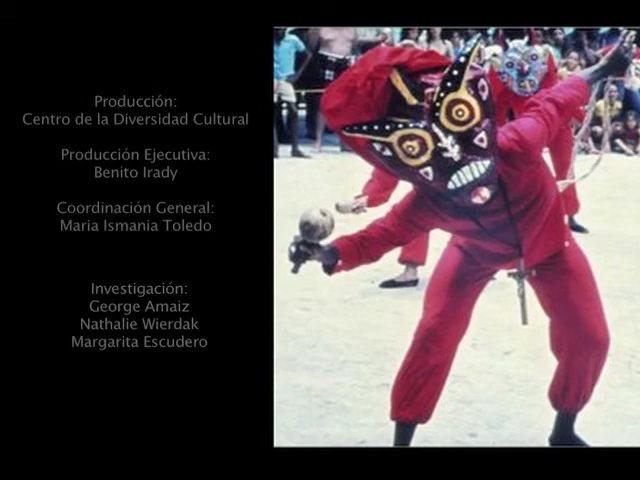 Producción:
Centro de la Diversidad Cultural
Producción Ejecutiva:
Benito Irady
Coordinación General:
Maria Ismania Toledo
Investigación:
George Amaiz
Nathalie Wierdak
Margarita Escudero